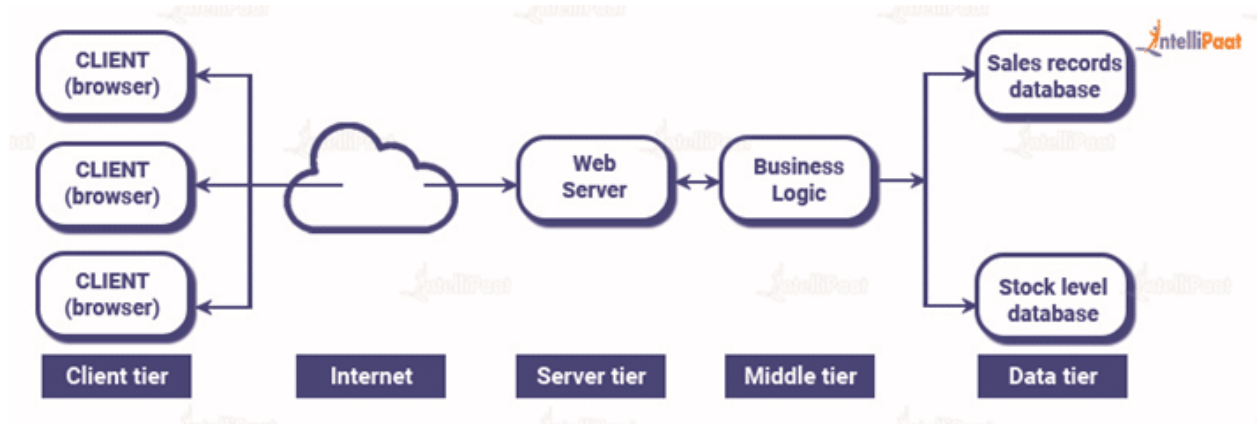 CLIENT
(browser)
CLIENT
(browser)
CLIENT
(browser)
Web
Server
Business
Logic
Sales records
database
Stock level
database
IntelliPaat
Client tier
Internet
Server tier
Middle tier
Data tier